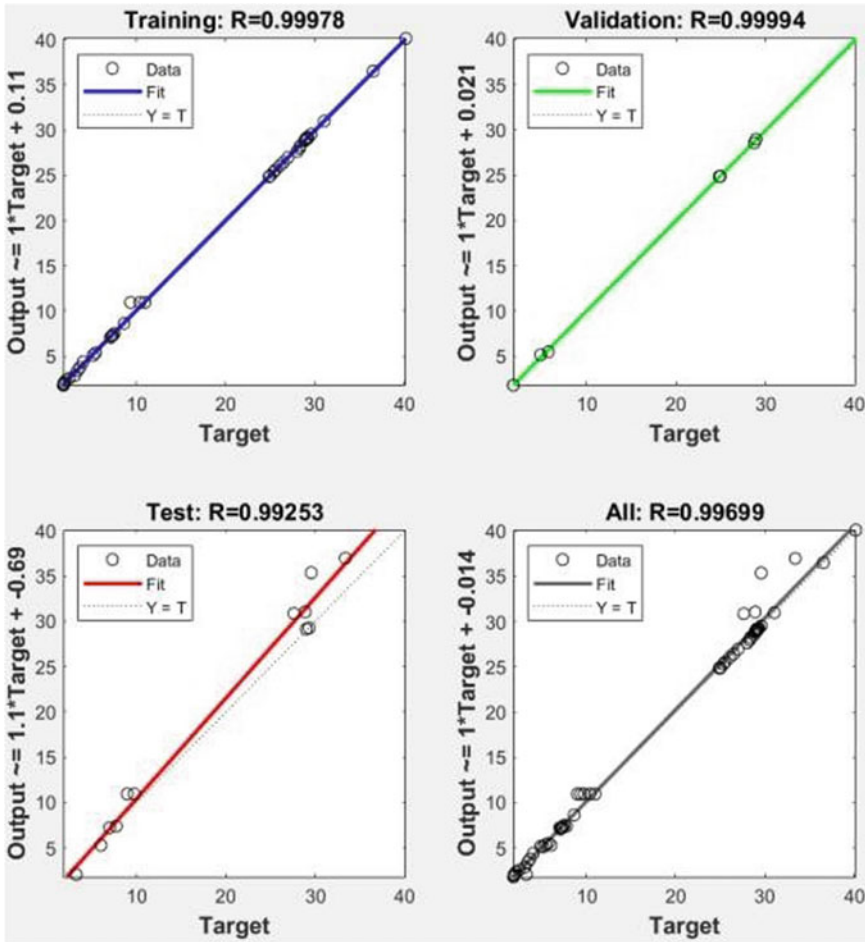 Training: R=0.99978
Output ~= 1*Target + 0.11
40
35
30
25
20
15
10
5
Data
Fit
Y = T
10
20
30
40
Target
Validation: R=0.99994
Output ~= 1*Target + 0.021
40
35
30
25
20
15
10
5
Data
Fit
Y = T
10
20
30
40
Target
Test: R=0.99253
Output ~= 1.1*Target + -0.69
40
35
30
25
20
15
10
5
Data
Fit
Y = T
10
20
30
40
Target
All: R=0.99699
Output ~= 1*Target + -0.014
40
35
30
25
20
15
10
5
Data
Fit
Y = T
10
20
30
40
Target